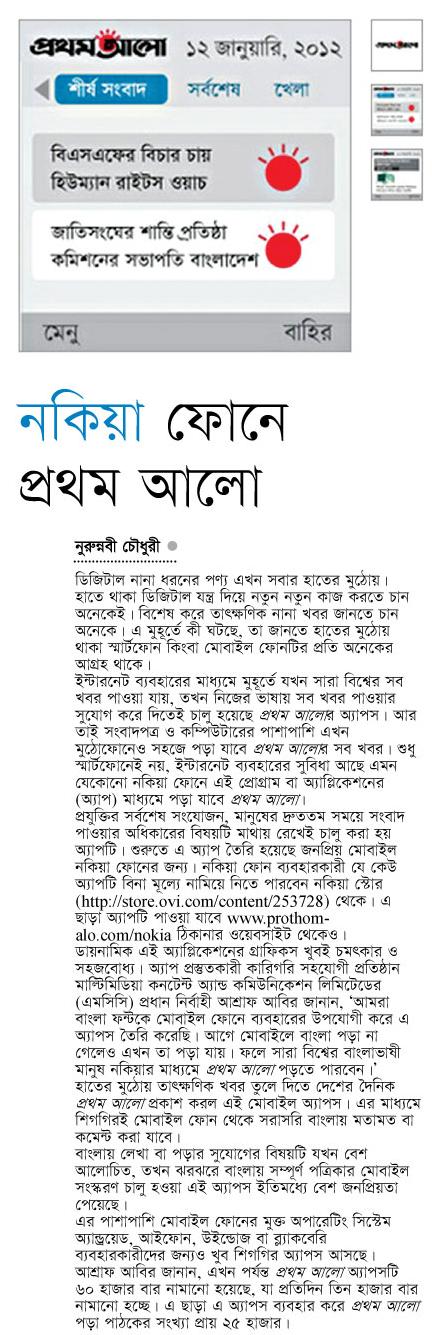 প্রথম আলো ১২ জানুয়ারি, ২০১২
শীর্ষ সংবাদ সর্বশেষ খেলা
বিএসএফের বিচার চায়
হিউম্যান রাইটস ওয়াচ
জাতিসংঘের শান্তি প্রতিষ্ঠা
কমিশনের সভাপতি বাংলাদেশ
মেনু বাহির
নকিয়া ফোনে
প্রথম আলো
নুরুন্নবী চৌধুরী
ডিজিটাল নানা ধরনের পণ্য এখন সবার হাতের মুঠোয়।
হাতে থাকা ডিজিটাল যন্ত্র দিয়ে নতুন নতুন কাজ করতে চান
অনেকেই। বিশেষ করে তাৎক্ষণিক নানা খবর জানতে চান
অনেকে। এ মুহূর্তে কী ঘটছে, তা জানতে হাতের মুঠোয়
থাকা স্মার্টফোন কিংবা মোবাইল ফোনটির প্রতি অনেকের
আগ্রহ থাকে।
ইন্টারনেট ব্যবহারের মাধ্যমে মুহূর্তে যখন সারা বিশ্বের সব
খবর পাওয়া যায়, তখন নিজের ভাষায় সব খবর পাওয়ার
সুযোগ করে দিতেই চালু হয়েছে প্রথম আলোর অ্যাপস। আর
তাই সংবাদপত্র ও কম্পিউটারের পাশাপাশি এখন
মুঠোফোনেও সহজে পড়া যাবে প্রথম আলোর সব খবর। শুধু
স্মার্টফোনেই নয়, ইন্টারনেট ব্যবহারের সুবিধা আছে এমন
যেকোনো নকিয়া ফোনে এই প্রোগ্রাম বা অ্যাপ্লিকেশনের
(অ্যাপ) মাধ্যমে পড়া যাবে প্রথম আলো।
প্রযুক্তির সর্বশেষ সংযোজন, মানুষের দ্রুততম সময়ে সংবাদ
পাওয়ার অধিকারের বিষয়টি মাথায় রেখেই চালু করা হয়
অ্যাপটি। শুরুতে এ অ্যাপ তৈরি হয়েছে জনপ্রিয় মোবাইল
নকিয়া ফোনের জন্য। নকিয়া ফোন ব্যবহারকারী যে কেউ
অ্যাপটি বিনা মূল্যে নামিয়ে নিতে পারবেন নকিয়া স্টোর
(http://store.ovi.com/content/253728) থেকে। এ
ছাড়া অ্যাপটি পাওয়া যাবে www.prothom-
alo.com/nokia ঠিকানার ওয়েবসাইট থেকেও।
ডায়নামিক এই অ্যাপ্লিকেশনের গ্রাফিকস খুবই চমৎকার ও
সহজবোধ্য। অ্যাপ প্রস্তুতকারী কারিগরি সহযোগী প্রতিষ্ঠান
মাল্টিমিডিয়া কনটেন্ট অ্যান্ড কমিউনিকেশন লিমিটেডের
(এমসিসি) প্রধান নির্বাহী আশ্রাফ আবির জানান, ‘আমরা
বাংলা ফন্টকে মোবাইল ফোনে ব্যবহারের উপযোগী করে এ
অ্যাপস তৈরি করেছি। আগে মোবাইলে বাংলা পড়া না
গেলেও এখন তা পড়া যায়। ফলে সারা বিশ্বের বাংলাভাষী
মানুষ নকিয়ার মাধ্যমে প্রথম আলো পড়তে পারবেন।’
হাতের মুঠোয় তাৎক্ষণিক খবর তুলে দিতে দেশের দৈনিক
প্রথম আলো প্রকাশ করল এই মোবাইল অ্যাপস। এর মাধ্যমে
শিগগিরই মোবাইল ফোন থেকে সরাসরি বাংলায় মতামত বা
কমেন্ট করা যাবে।
বাংলায় লেখা বা পড়ার সুযোগের বিষয়টি যখন বেশ
আলোচিত, তখন ঝরঝরে বাংলায় সম্পূর্ণ পত্রিকার মোবাইল
সংস্করণ চালু হওয়া এই অ্যাপস ইতিমধ্যে বেশ জনপ্রিয়তা
পেয়েছে।
এর পাশাপাশি মোবাইল ফোনের মুক্ত অপারেটিং সিস্টেম
অ্যান্ড্রয়েড, আইফোন, উইন্ডোজ বা ব্ল্যাকবেরি
ব্যবহারকারীদের জন্যও খুব শিগগির অ্যাপস আসছে।
আশ্রাফ আবির জানান, এখন পর্যন্ত প্রথম আলো অ্যাপসটি
৬০ হাজার বার নামানো হয়েছে, যা প্রতিদিন তিন হাজার বার
নামানো হচ্ছে। এ ছাড়া এ অ্যাপস ব্যবহার করে প্রথম আলো
পড়া পাঠকের সংখ্যা প্রায় ২৫ হাজার।